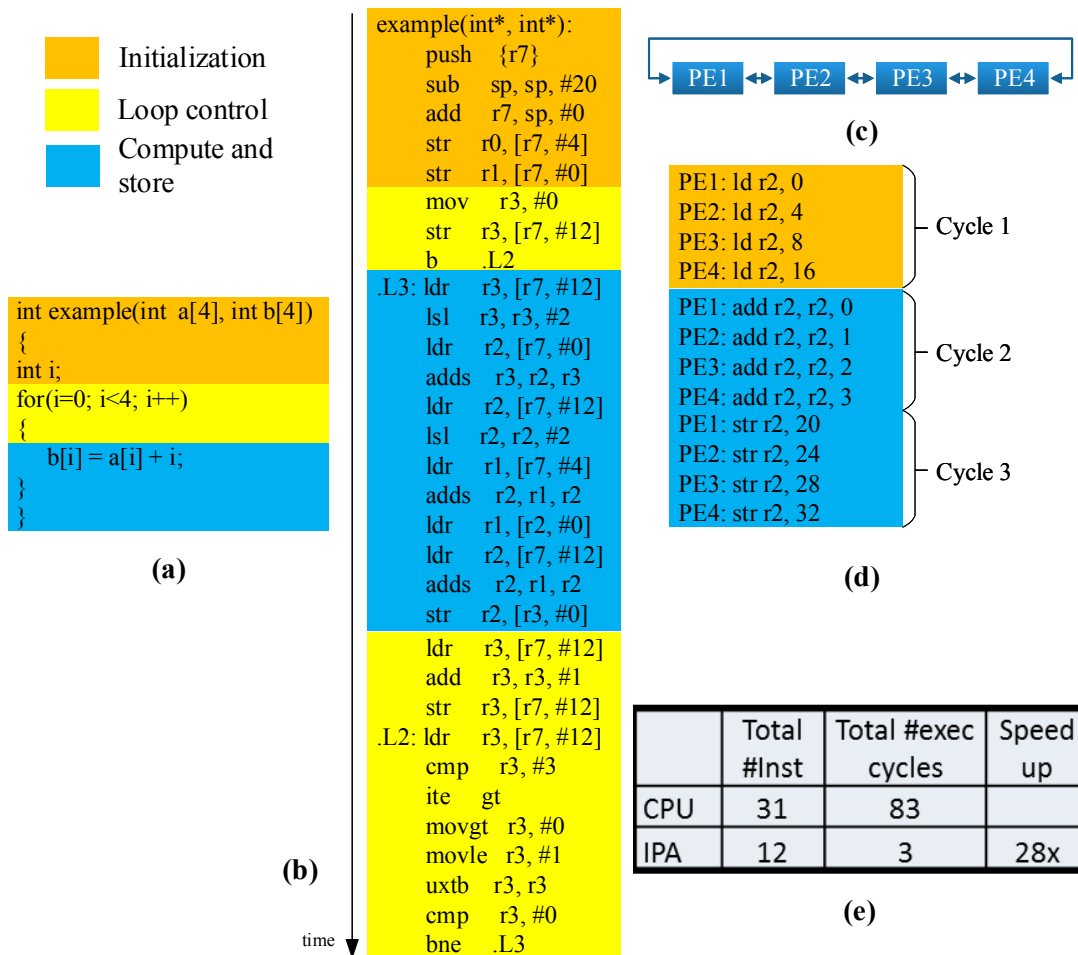 Initialization
Loop control
Compute and
store
int example(int a[4], int b[4])
{
int i;
for(i=0; i<4; i++)
{
b[i] = a[i] + i;
}
}
(a)
example(int*, int*):
push {r7}
sub sp, sp, #20
add r7, sp, #0
str r0, [r7, #4]
str r1, [r7, #0]
mov r3, #0
str r3, [r7, #12]
b .L2
.L3: ldr r3, [r7, #12]
lsl r3, r3, #2
ldr r2, [r7, #0]
adds r3, r2, r3
ldr r2, [r7, #12]
lsl r2, r2, #2
ldr r1, [r7, #4]
adds r2, r1, r2
ldr r1, [r2, #0]
ldr r2, [r7, #12]
adds r2, r1, r2
str r2, [r3, #0]
ldr r3, [r7, #12]
add r3, r3, #1
str r3, [r7, #12]
.L2: ldr r3, [r7, #12]
cmp r3, #3
ite gt
movgt r3, #0
movle r3, #1
uxtb r3, r3
cmp r3, #0
bne .L3
(b)
time
PE1 PE2 PE3 PE4
(c)
PE1: ld r2, 0
PE2: ld r2, 4
PE3: ld r2, 8
PE4: ld r2, 16
Cycle 1
PE1: add r2, r2, 0
PE2: add r2, r2, 1
PE3: add r2, r2, 2
PE4: add r2, r2, 3
Cycle 2
PE1: str r2, 20
PE2: str r2, 24
PE3: str r2, 28
PE4: str r2, 32
Cycle 3
(d)
Total #Inst Total #exec cycles Speed up
CPU 31 83
IPA 12 3 28x
(e)